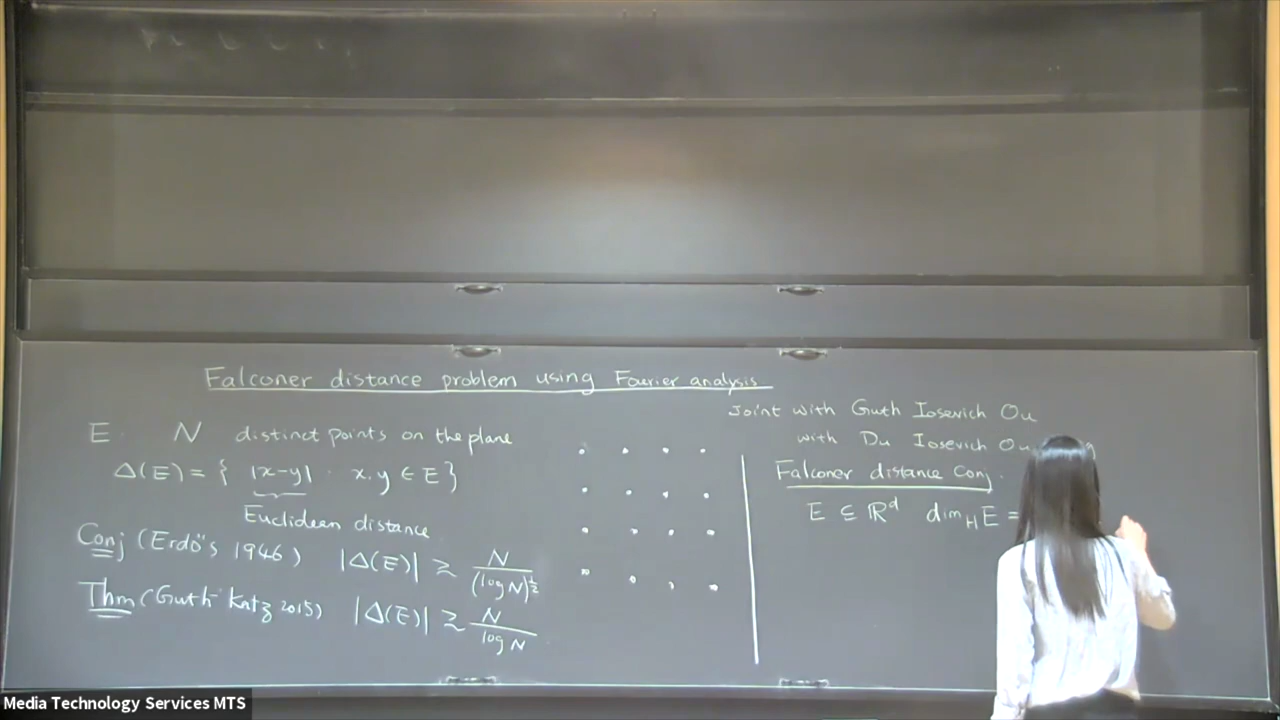 Falconer distance problem using Fourier analysis
E. N distinct points on the plane
Δ(E) = { |x-y| . x, y ∈ E }
Euclidean distance
Conj (Erdö's 1946) |Δ(E)| ≳ N/(log N)^½
Thm (Guth-Katz 2015) |Δ(E)| ≳ N/log N
Joint with Guth Iosevich Ou
with Du Iosevich Ou
Falconer distance Conj.
E ⊆ ℝ^d dim_H E =
Media Technology Services MTS